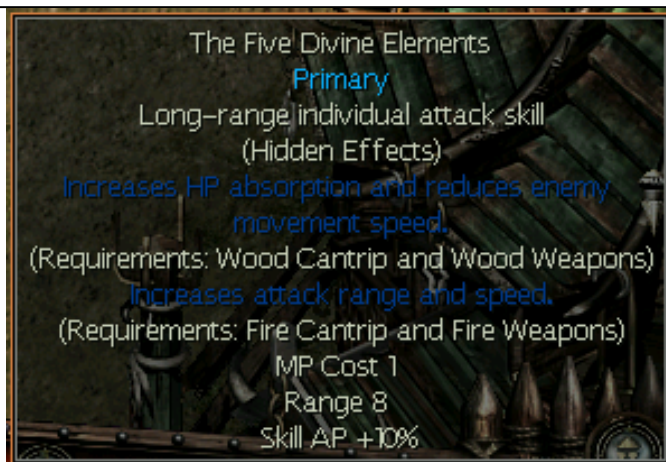 The Five Divine Elements
Primary
Long-range individual attack skill
(Hidden Effects)
Increases HP absorption and reduces enemy
movement speed.
(Requirements: Wood Cantrip and Wood Weapons)
Increases attack range and speed.
(Requirements: Fire Cantrip and Fire Weapons)
MP Cost 1
Range 8
Skill AP +10%